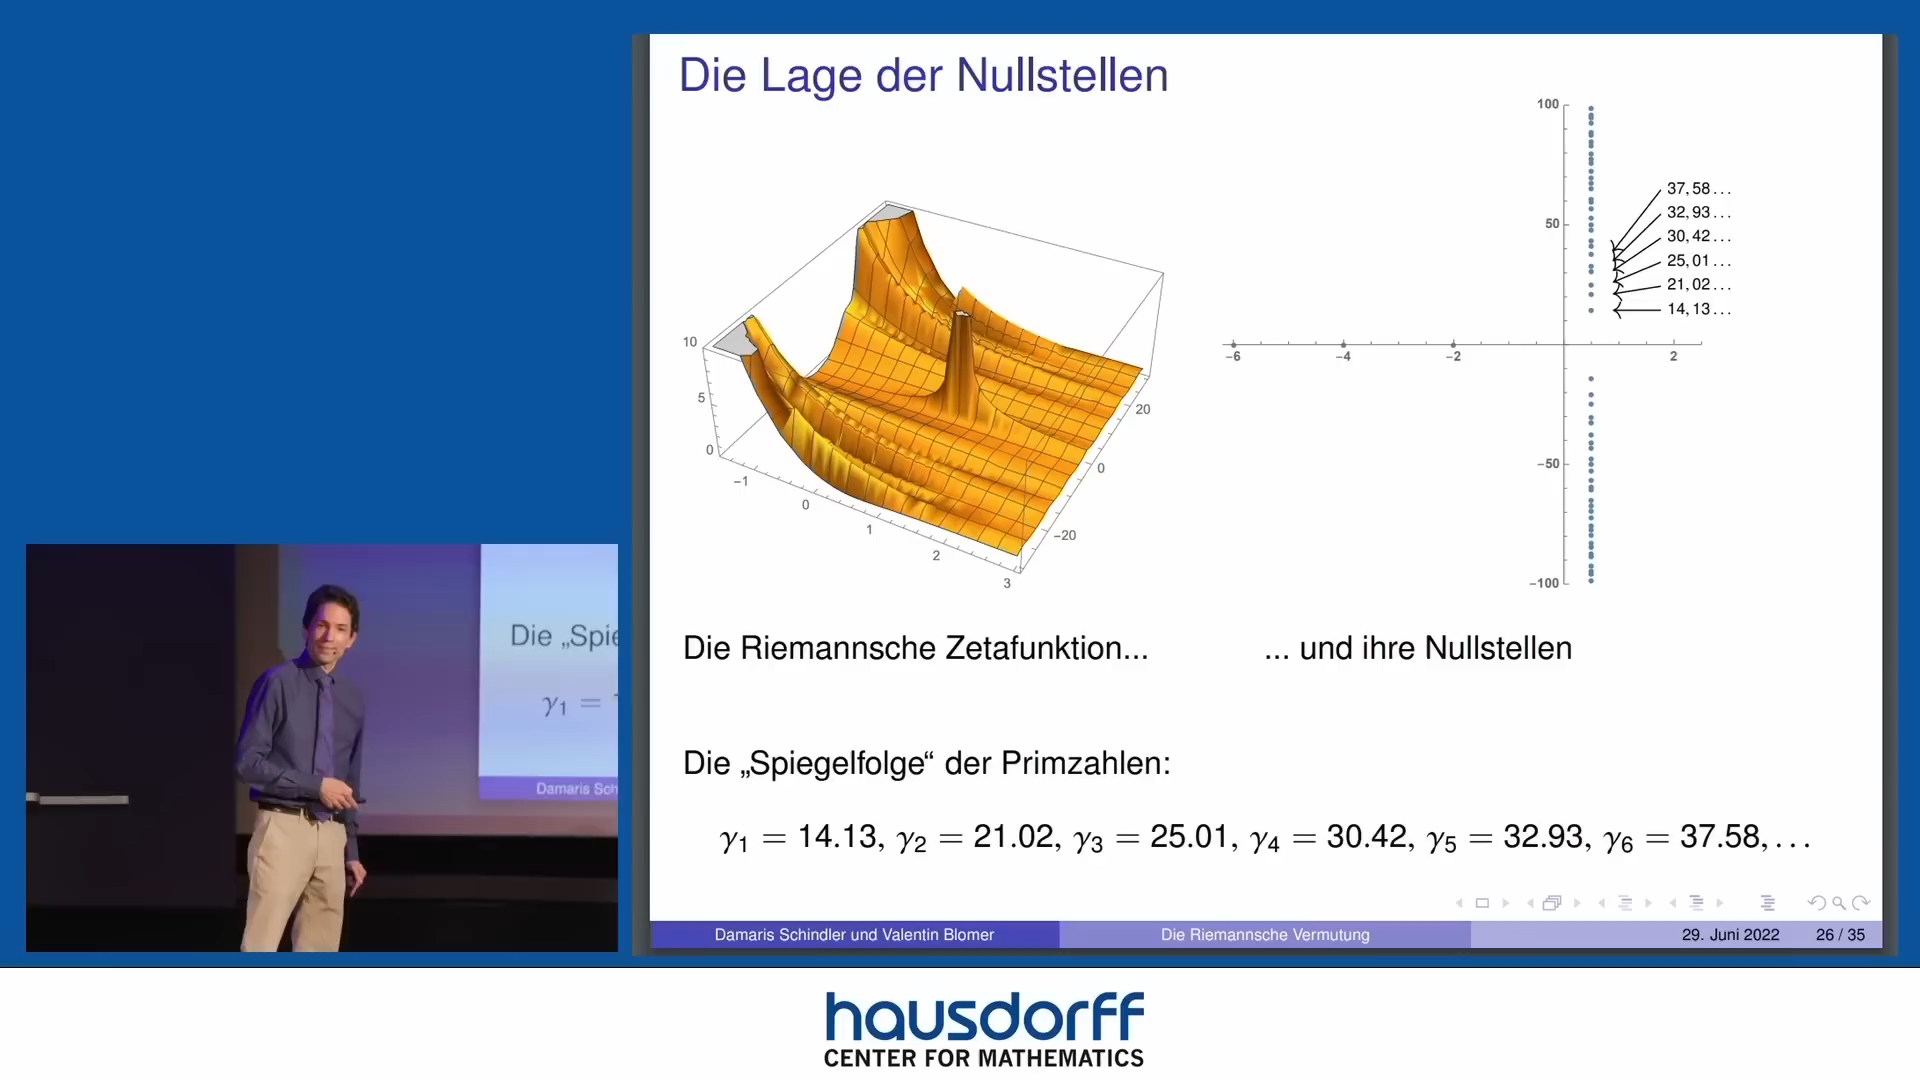 Die Lage der Nullstellen
10
5
0
−1
0
1
2
3
20
0
−20
100
50
−50
−100
−6
−4
−2
2
37, 58 . . .
32, 93 . . .
30, 42 . . .
25, 01 . . .
21, 02 . . .
14, 13 . . .
Die Riemannsche Zetafunktion...
... und ihre Nullstellen
Die „Spiegelfolge“ der Primzahlen:
γ₁ = 14.13, γ₂ = 21.02, γ₃ = 25.01, γ₄ = 30.42, γ₅ = 32.93, γ₆ = 37.58, . . .
Damaris Schindler und Valentin Blomer
Die Riemannsche Vermutung
29. Juni 2022
26 / 35
Die „Spie
γ₁ =
Damaris Sch
hausdorff
CENTER FOR MATHEMATICS